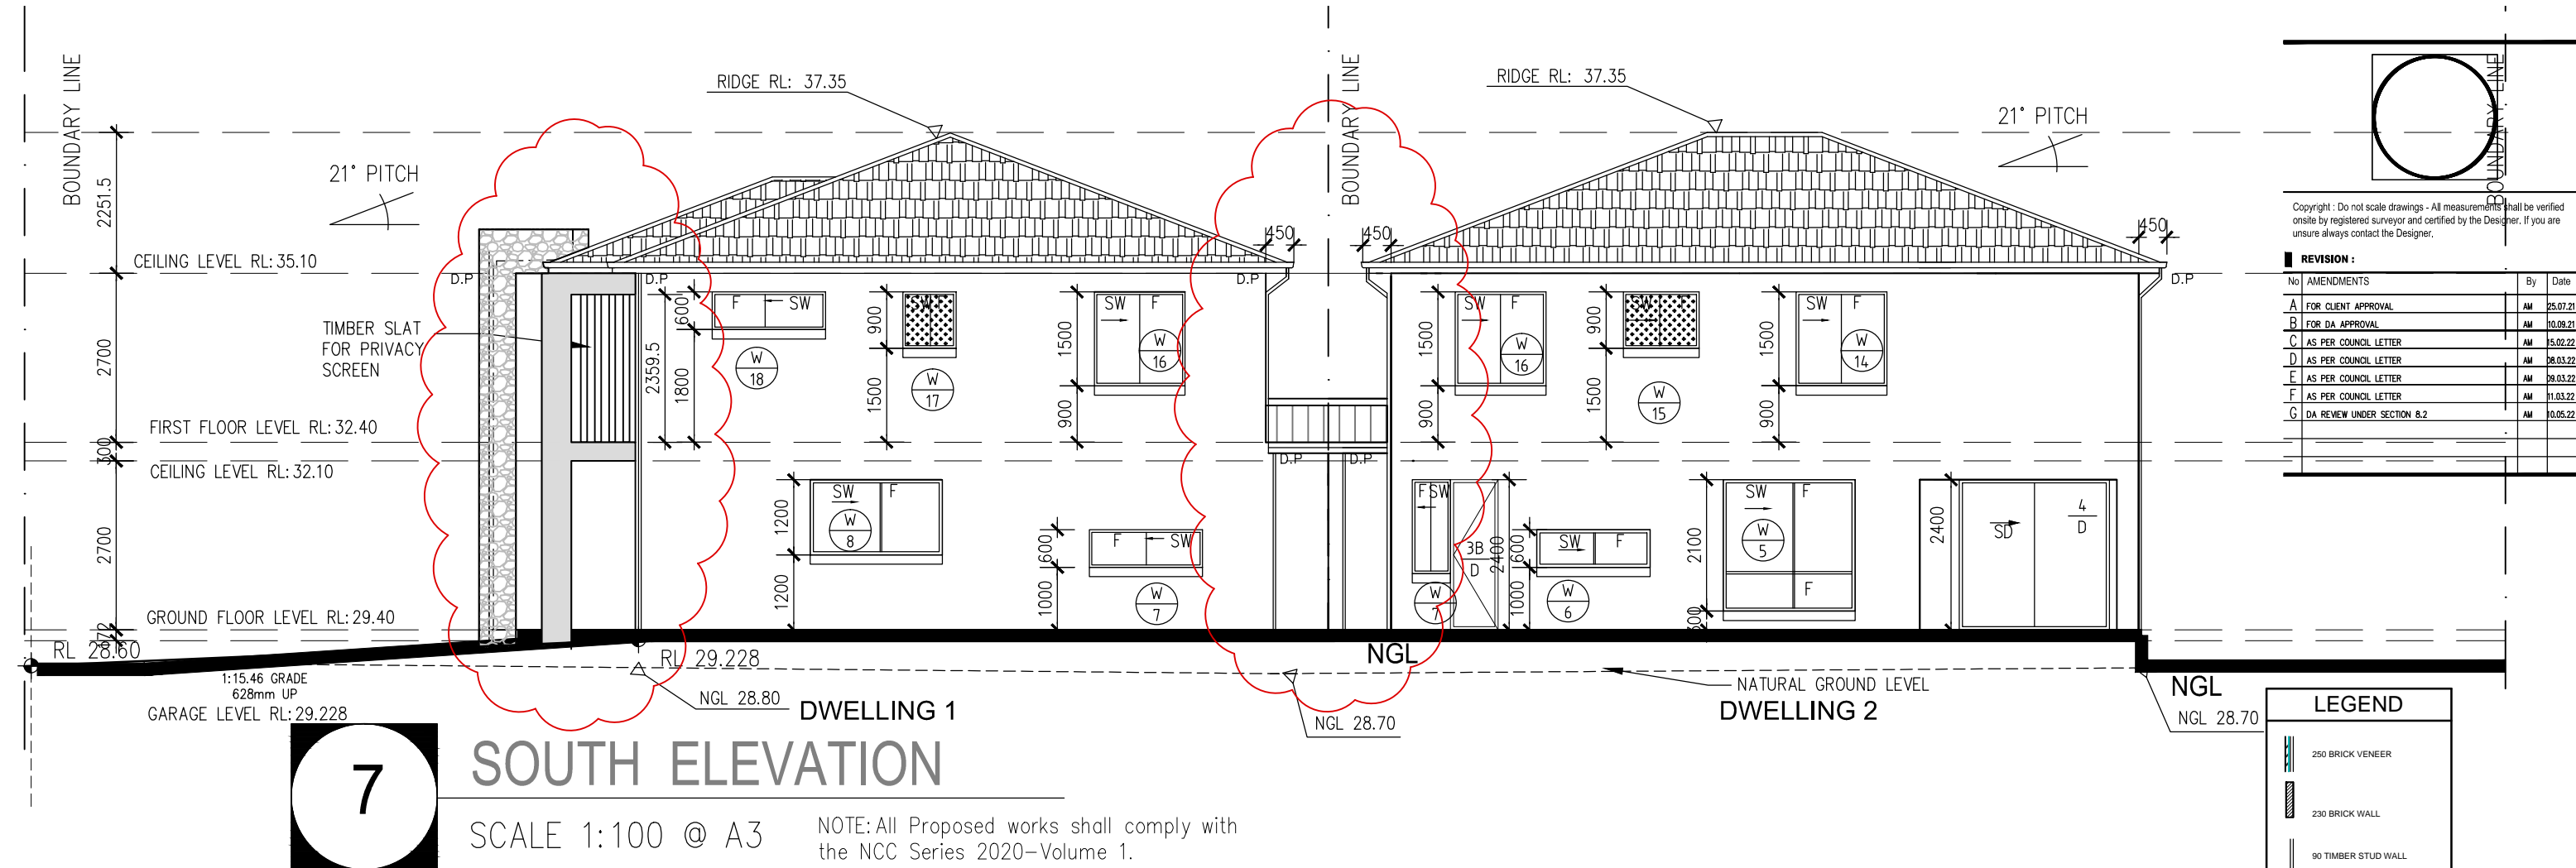 BOUNDARY LINE
BOUNDARY LINE
BOUNDARY LINE
RIDGE RL: 37.35
RIDGE RL: 37.35
21° PITCH
21° PITCH
2251.5
2700
300
2700
172
CEILING LEVEL RL:35.10
FIRST FLOOR LEVEL RL:32.40
CEILING LEVEL RL:32.10
GROUND FLOOR LEVEL RL:29.40
RL 28.60
1:15.46 GRADE
628mm UP
GARAGE LEVEL RL:29.228
TIMBER SLAT
FOR PRIVACY
SCREEN
D.P
D.P
D.P
D.P
450
450
450
2359.5
600
1800
F
SW
W
18
900
1500
SW
W
17
1500
900
SW
F
W
16
1500
900
SW
F
W
16
900
1500
SW
W
15
1500
900
SW
F
W
14
D.P
D.P
1200
1200
SW
F
W
8
600
1000
F
SW
W
7
F
SW
W
7
3B
D
2400
600
1000
SW
F
W
6
2100
300
SW
F
W
5
F
2400
SD
4
D
RL 29.228
NGL 28.80
DWELLING 1
NGL
NGL 28.70
NATURAL GROUND LEVEL
DWELLING 2
NGL
NGL 28.70
7
SOUTH ELEVATION
SCALE 1:100 @ A3
NOTE: All Proposed works shall comply with
the NCC Series 2020-Volume 1.
Copyright : Do not scale drawings - All measurements shall be verified
onsite by registered surveyor and certified by the Designer. If you are
unsure always contact the Designer,
REVISION :
No AMENDMENTS By Date
A FOR CLIENT APPROVAL AM 25.07.21
B FOR DA APPROVAL AM 10.09.21
C AS PER COUNCIL LETTER AM 15.02.22
D AS PER COUNCIL LETTER AM 08.03.22
E AS PER COUNCIL LETTER AM 09.03.22
F AS PER COUNCIL LETTER AM 11.03.22
G DA REVIEW UNDER SECTION 8.2 AM 10.05.22
LEGEND
250 BRICK VENEER
230 BRICK WALL
90 TIMBER STUD WALL